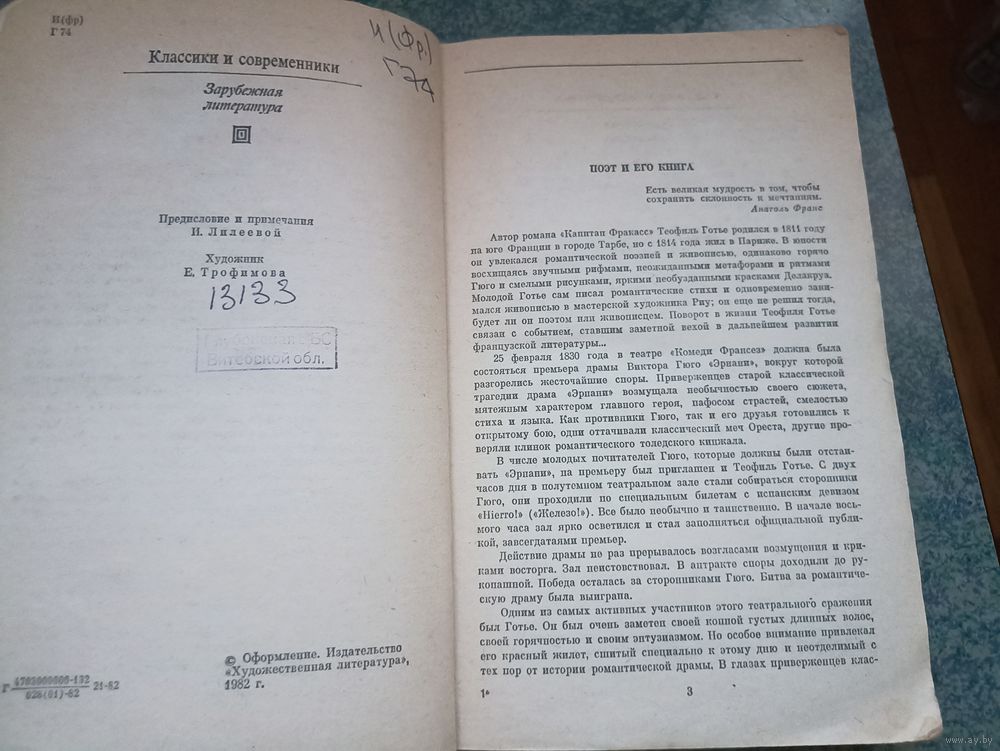 И(фр)
Г 74
И(Фр)
Г74
Классики и современники
Зарубежная
литература
Предисловие и примечания
И. Лилеевой
Художник
Е. Трофимова
13133
Витебской обл.
© Оформление. Издательство
«Художественная литература»,
1982 г.
Г 4703000000-132
028(01)-82 21-82
ПОЭТ И ЕГО КНИГА
Есть великая мудрость в том, чтобы
сохранить склонность к мечтаниям.
Анатоль Франс
Автор романа «Капитан Фракасс» Теофиль Готье родился в 1811 году
на юге Франции в городе Тарбе, но с 1814 года жил в Париже. В юности
он увлекался романтической поэзией и живописью, одинаково горячо
восхищаясь звучными рифмами, неожиданными метафорами и ритмами
Гюго и смелыми рисунками, яркими необузданными красками Делакруа.
Молодой Готье сам писал романтические стихи и одновременно зани-
мался живописью в мастерской художника Риу; он еще не решил тогда,
будет ли он поэтом или живописцем. Поворот в жизни Теофиля Готье
связан с событием, ставшим заметной вехой в дальнейшем развитии
французской литературы...
25 февраля 1830 года в театре «Комеди Франсез» должна была
состояться премьера драмы Виктора Гюго «Эрнани», вокруг которой
разгорелись жесточайшие споры. Приверженцев старой классической
трагедии драма «Эрнани» возмущала необычностью своего сюжета,
мятежным характером главного героя, пафосом страстей, смелостью
стиха и языка. Как противники Гюго, так и его друзья готовились к
открытому бою, одни оттачивали классический меч Ореста, другие про-
веряли клинок романтического толедского кинжала.
В числе молодых почитателей Гюго, которые должны были отстаи-
вать «Эрнани», на премьеру был приглашен и Теофиль Готье. С двух
часов дня в полутемном театральном зале стали собираться сторонники
Гюго, они проходили по специальным билетам с испанским девизом
«Hierro!» («Железо!»). Все было необычно и таинственно. В начале вось-
мого часа зал ярко осветился и стал заполняться официальной публи-
кой, завсегдатаями премьер.
Действие драмы не раз прерывалось возгласами возмущения и кри-
ками восторга. Зал неистовствовал. В антракте споры доходили до ру-
копашной. Победа осталась за сторонниками Гюго. Битва за романтиче-
скую драму была выиграна.
Одним из самых активных участников этого театрального сражения
был Готье. Он был очень заметен своей копной густых длинных волос,
своей горячностью и своим энтузиазмом. Но особое внимание привлекал
его красный жилет, сшитый специально к этому дню и неотделимый с
тех пор от истории романтической драмы. В глазах приверженцев клас-
1*
3
www.ay.by